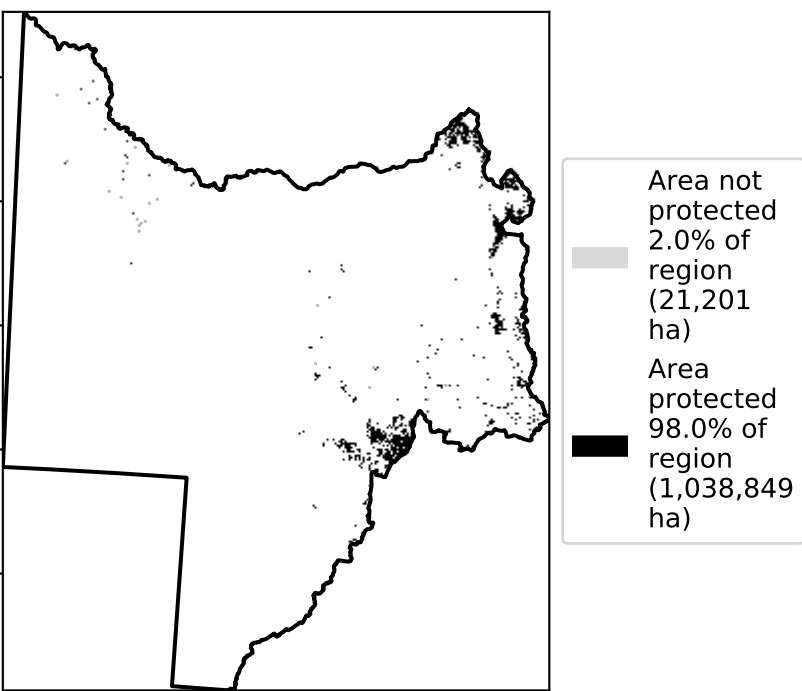 Area not
protected
2.0% of
region
(21,201
ha)
Area
protected
98.0% of
region
(1,038,849
ha)